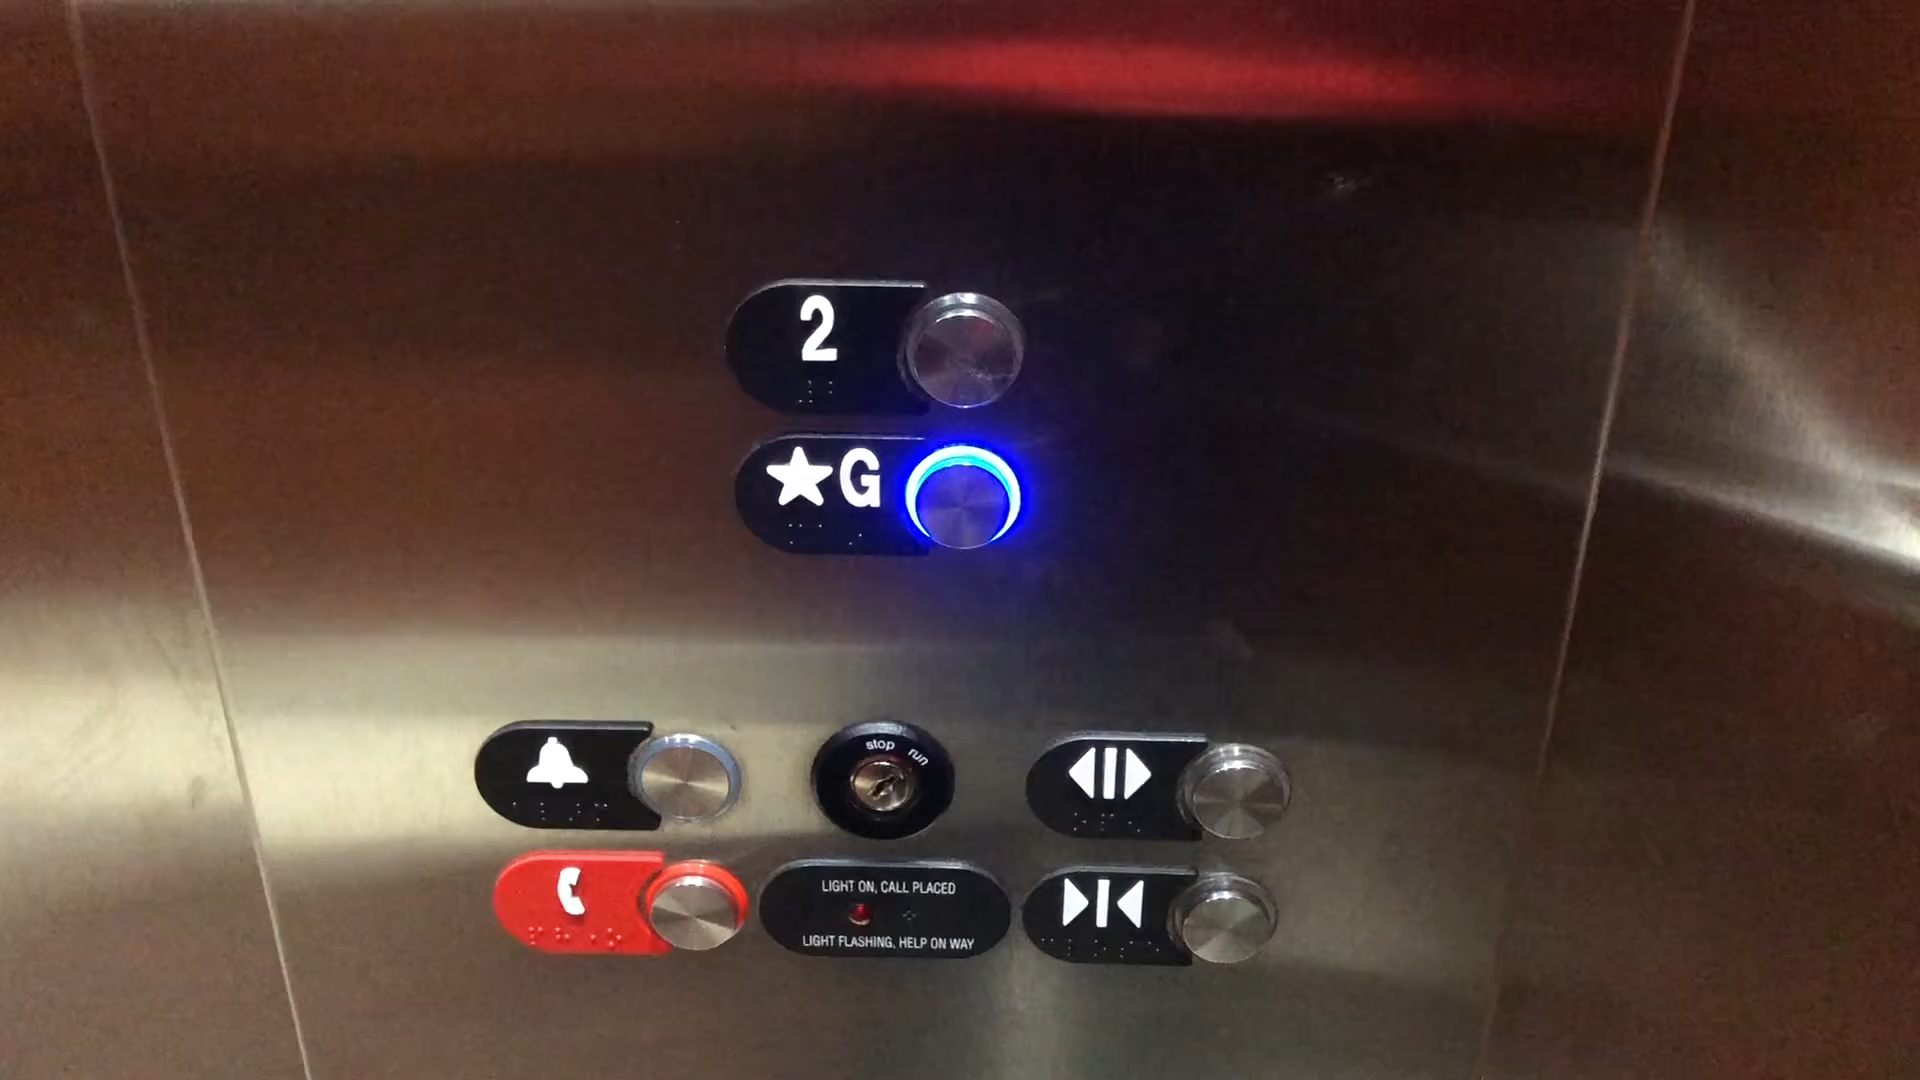 2
★G
stop run
LIGHT ON, CALL PLACED
LIGHT FLASHING, HELP ON WAY